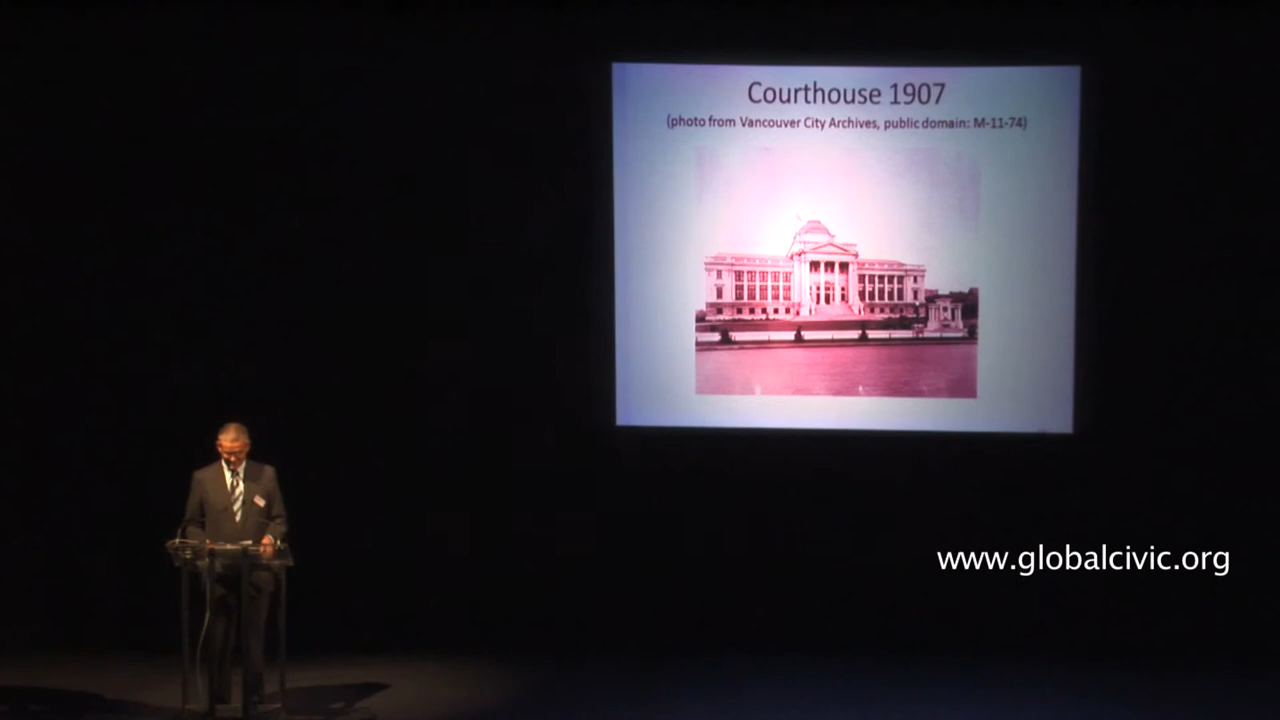 Courthouse 1907
(photo from Vancouver City Archives, public domain: M-11-74)
www.globalcivic.org